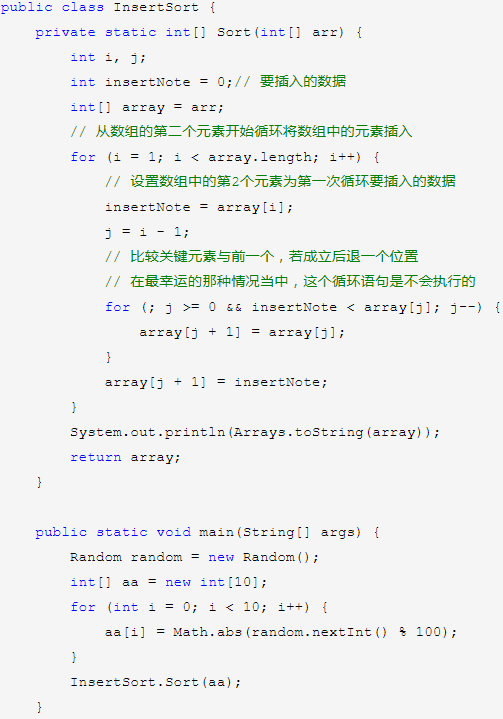 public class InsertSort {
    private static int[] Sort(int[] arr) {
        int i, j;
        int insertNote = 0;// 要插入的数据
        int[] array = arr;
        // 从数组的第二个元素开始循环将数组中的元素插入
        for (i = 1; i < array.length; i++) {
            // 设置数组中的第2个元素为第一次循环要插入的数据
            insertNote = array[i];
            j = i - 1;
            // 比较关键元素与前一个，若成立后退一个位置
            // 在最幸运的那种情况当中，这个循环语句是不会执行的
            for (; j >= 0 && insertNote < array[j]; j--) {
                array[j + 1] = array[j];
            }
            array[j + 1] = insertNote;
        }
        System.out.println(Arrays.toString(array));
        return array;
    }

    public static void main(String[] args) {
        Random random = new Random();
        int[] aa = new int[10];
        for (int i = 0; i < 10; i++) {
            aa[i] = Math.abs(random.nextInt() % 100);
        }
        InsertSort.Sort(aa);
    }